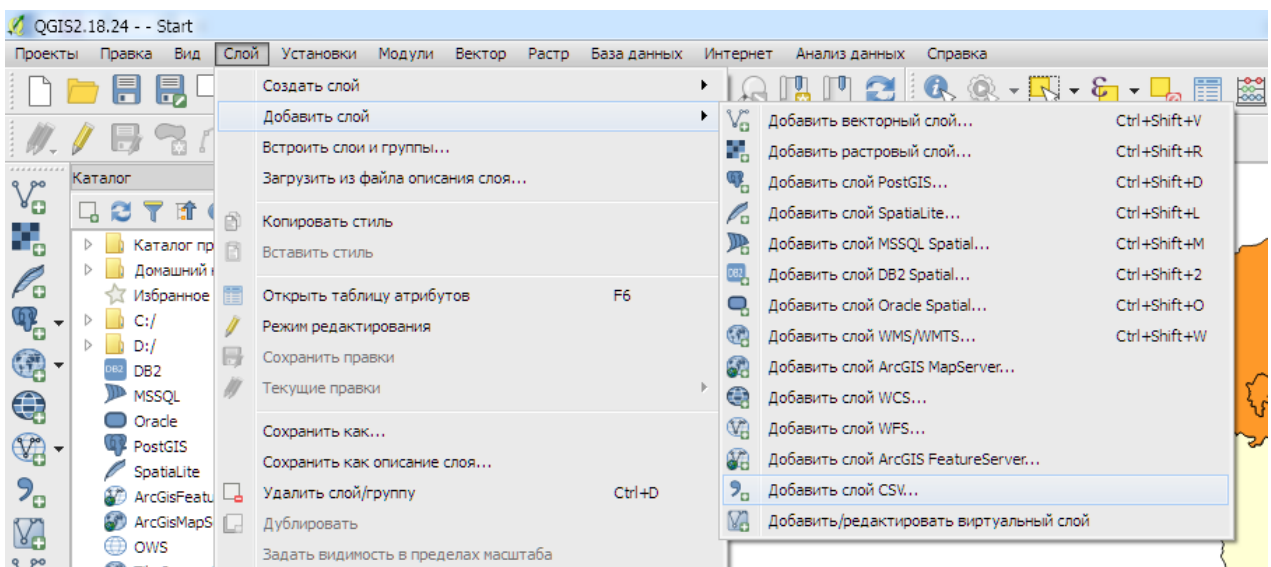 QGIS2.18.24 - - Start
Проекты Правка Вид Слой Установки Модули Вектор Растр База данных Интернет Анализ данных Справка
Создать слой
Добавить слой
Встроить слои и группы...
Загрузить из файла описания слоя...
Копировать стиль
Вставить стиль
Открыть таблицу атрибутов F6
Режим редактирования
Сохранить правки
Текущие правки
Сохранить как...
Сохранить как описание слоя...
Удалить слой/группу Ctrl+D
Дублировать
Задать видимость в пределах масштаба
Добавить векторный слой... Ctrl+Shift+V
Добавить растровый слой... Ctrl+Shift+R
Добавить слой PostGIS... Ctrl+Shift+D
Добавить слой SpatiaLite... Ctrl+Shift+L
Добавить слой MSSQL Spatial... Ctrl+Shift+M
Добавить слой DB2 Spatial... Ctrl+Shift+2
Добавить слой Oracle Spatial... Ctrl+Shift+O
Добавить слой WMS/WMTS... Ctrl+Shift+W
Добавить слой ArcGIS MapServer...
Добавить слой WCS...
Добавить слой WFS...
Добавить слой ArcGIS FeatureServer...
Добавить слой CSV...
Добавить/редактировать виртуальный слой
Каталог
Каталог пр
Домашний
Избранное
C:/
D:/
DB2
DB2
MSSQL
Oracle
PostGIS
SpatiaLite
ArcGisFeatu
ArcGisMapS
OWS